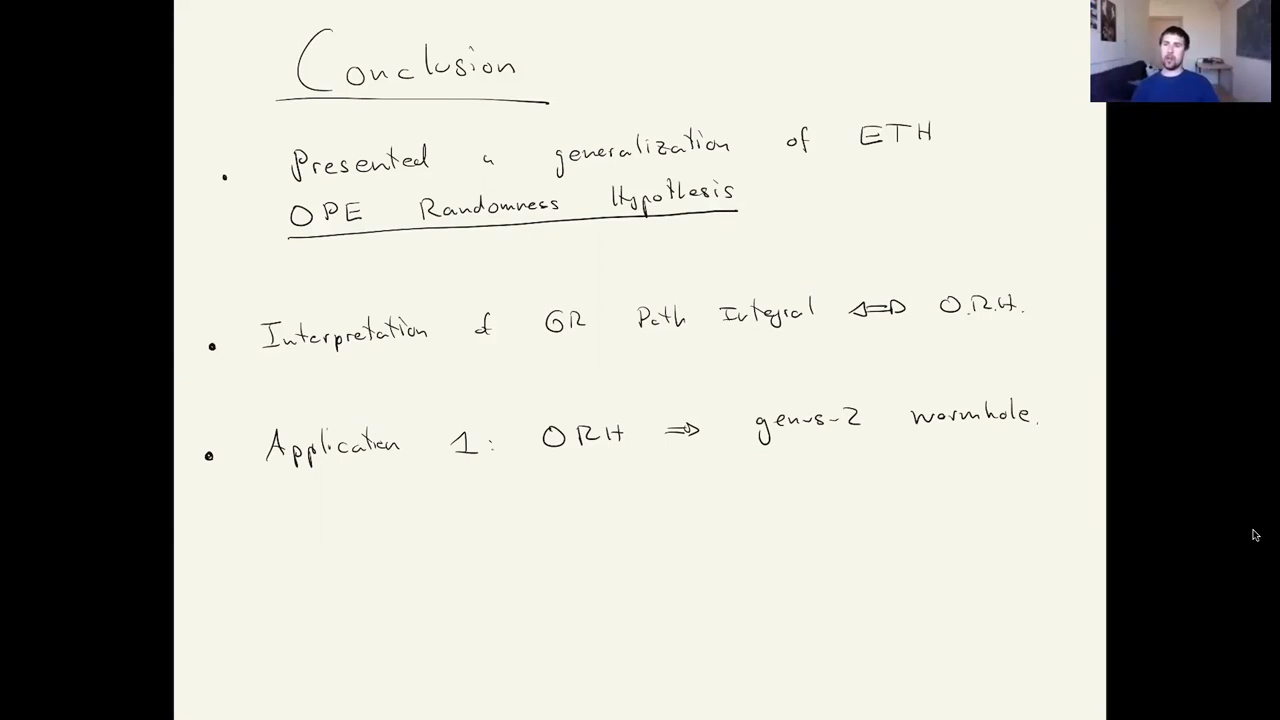 Conclusion
• Presented a generalization of ETH
OPE Randomness Hypothesis
• Interpretation of GR Path Integral ⇔ O.R.H.
• Application 1: ORH ⇒ genus-2 wormhole.